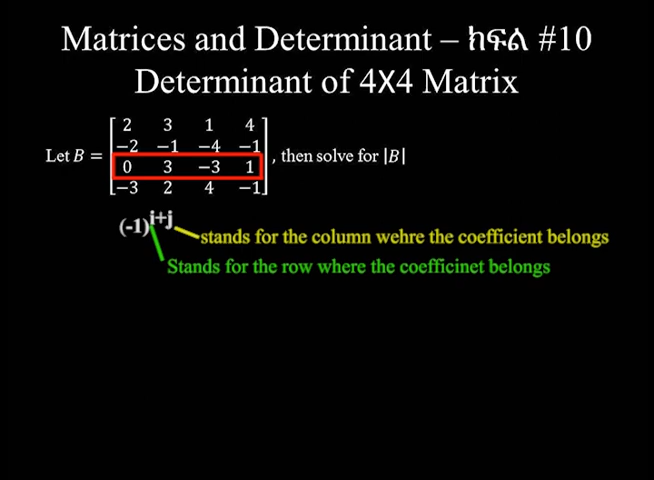 Matrices and Determinant – ክፍል #10
Determinant of 4X4 Matrix
2 3 1 4
−2 −1 −4 −1
Let B = , then solve for |B|
0 3 −3 1
−3 2 4 −1
(-1)i+j
stands for the column wehre the coefficient belongs
Stands for the row where the coefficinet belongs